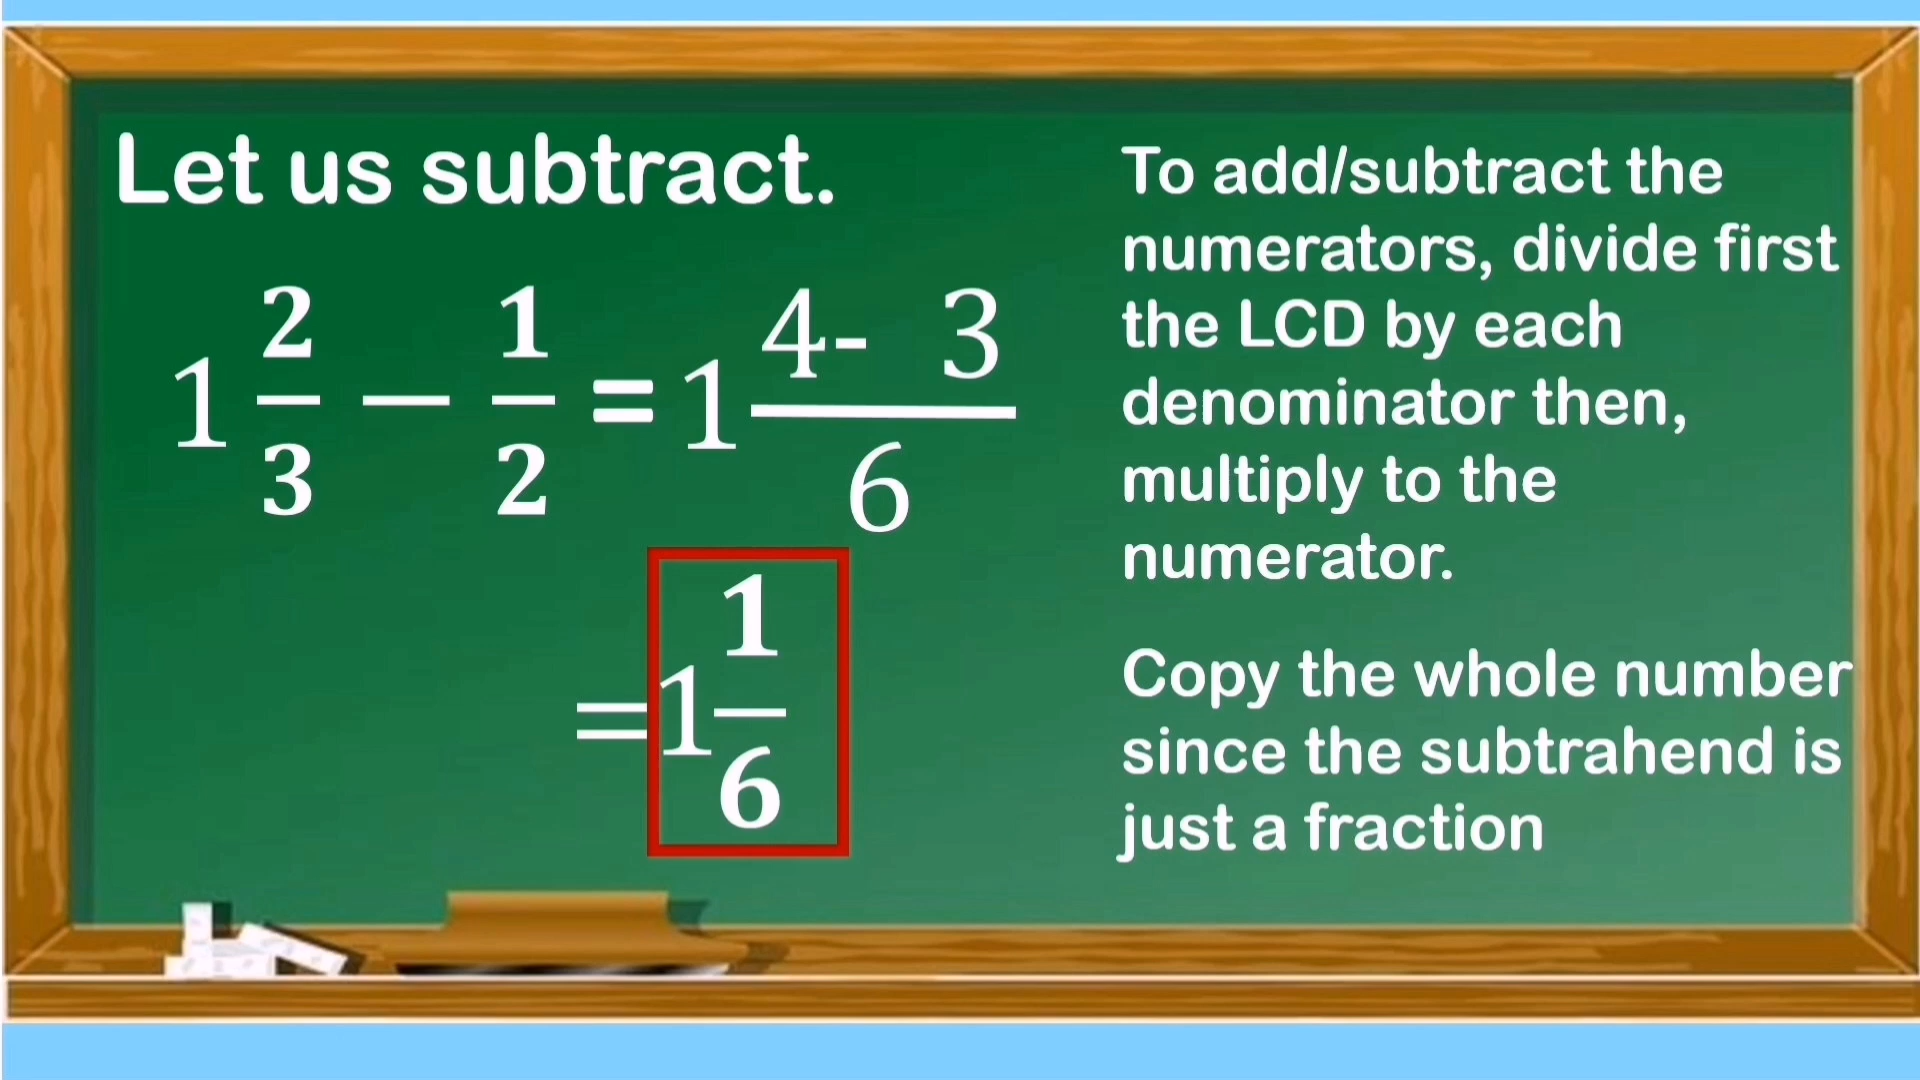 Let us subtract.
1 2/3 — 1/2 = 1 4- 3/6
=1 1/6
To add/subtract the
numerators, divide first
the LCD by each
denominator then,
multiply to the
numerator.
Copy the whole number
since the subtrahend is
just a fraction